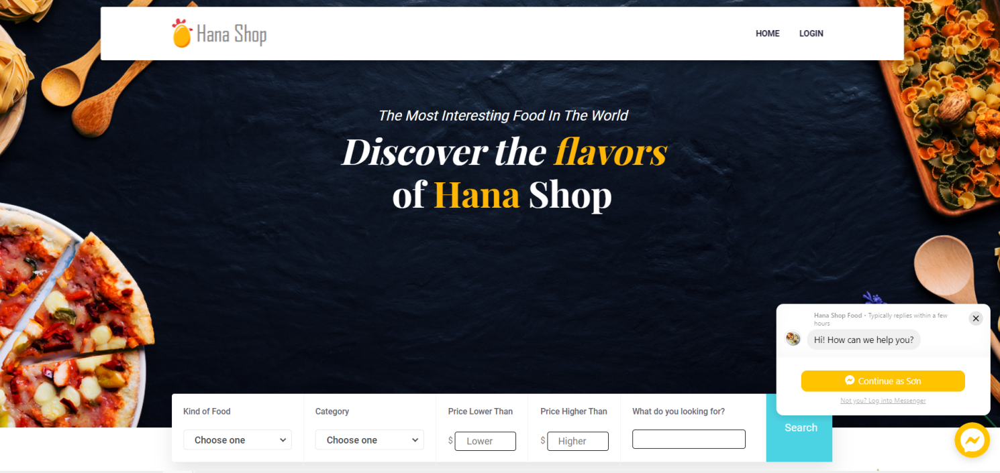 Hana Shop
HOME
LOGIN
The Most Interesting Food In The World
Discover the flavors
of Hana Shop
Hana Shop Food • Typically replies within a few
hours
Hi! How can we help you?
Continue as Sơn
Not you? Log into Messenger
Kind of Food
Choose one
Category
Choose one
Price Lower Than
$ Lower
Price Higher Than
$ Higher
What do you looking for?
Search